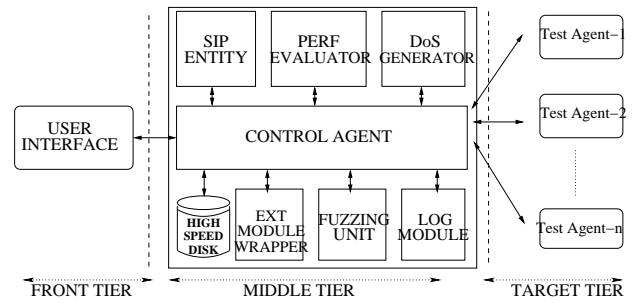 SIP
ENTITY
PERF
EVALUATOR
DoS
GENERATOR
Test Agent−1
USER
INTERFACE
CONTROL AGENT
Test Agent−2
HIGH
SPEED
DISK
EXT
MODULE
WRAPPER
FUZZING
UNIT
LOG
MODULE
Test Agent−n
FRONT TIER
MIDDLE TIER
TARGET TIER